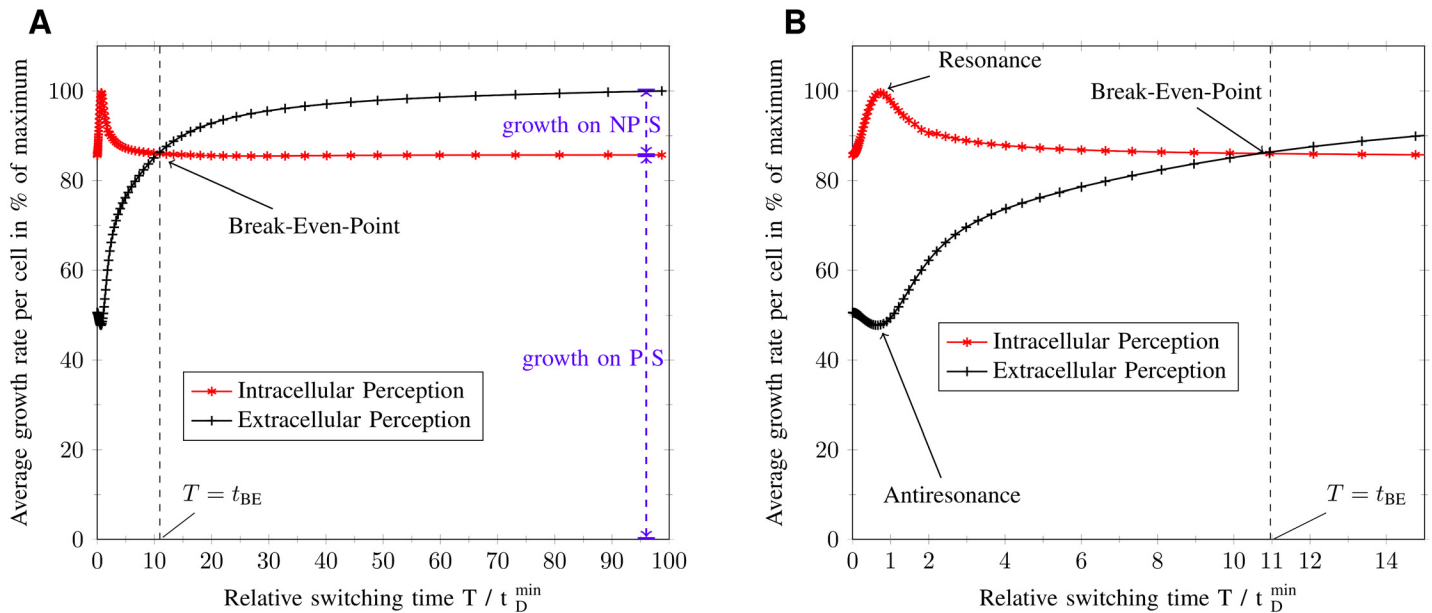 A
Average growth rate per cell in % of maximum
100
80
60
40
20
0
growth on NP S
Break-Even-Point
growth on P S
Intracellular Perception
Extracellular Perception
T = t_BE
0 10 20 30 40 50 60 70 80 90 100
Relative switching time T / t_D^min
B
Average growth rate per cell in % of maximum
100
80
60
40
20
0
Resonance
Break-Even-Point
Intracellular Perception
Extracellular Perception
Antiresonance
T = t_BE
0 1 2 4 6 8 10 11 12 14
Relative switching time T / t_D^min